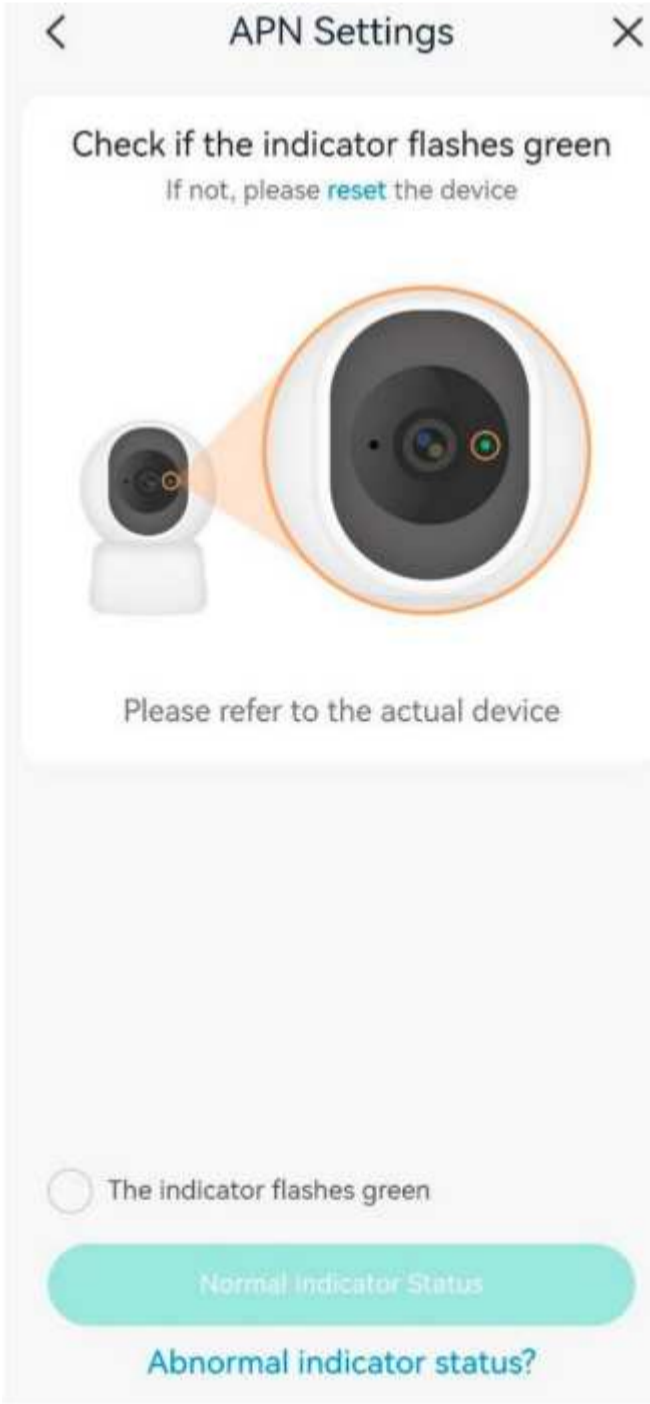 APN Settings
Check if the indicator flashes green
If not, please reset the device
Please refer to the actual device
The indicator flashes green
Normal Indicator Status
Abnormal indicator status?